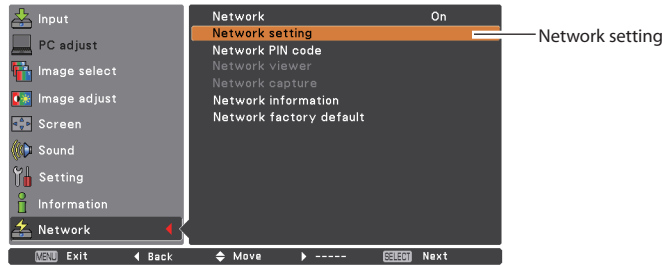 Input
PC adjust
Image select
Image adjust
Screen
Sound
Setting
Information
Network
Network On
Network setting
Network PIN code
Network viewer
Network capture
Network information
Network factory default
Network setting
MENU Exit Back Move ----- SELECT Next